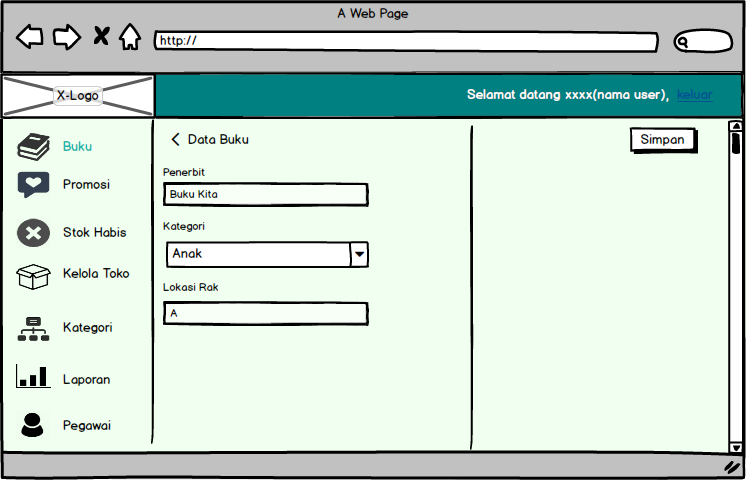 A Web Page
http://
X-Logo
Selamat datang xxxx(nama user), keluar
Buku
Promosi
Stok Habis
Kelola Toko
Kategori
Laporan
Pegawai
Data Buku
Simpan
Penerbit
Buku Kita
Kategori
Anak
Lokasi Rak
A